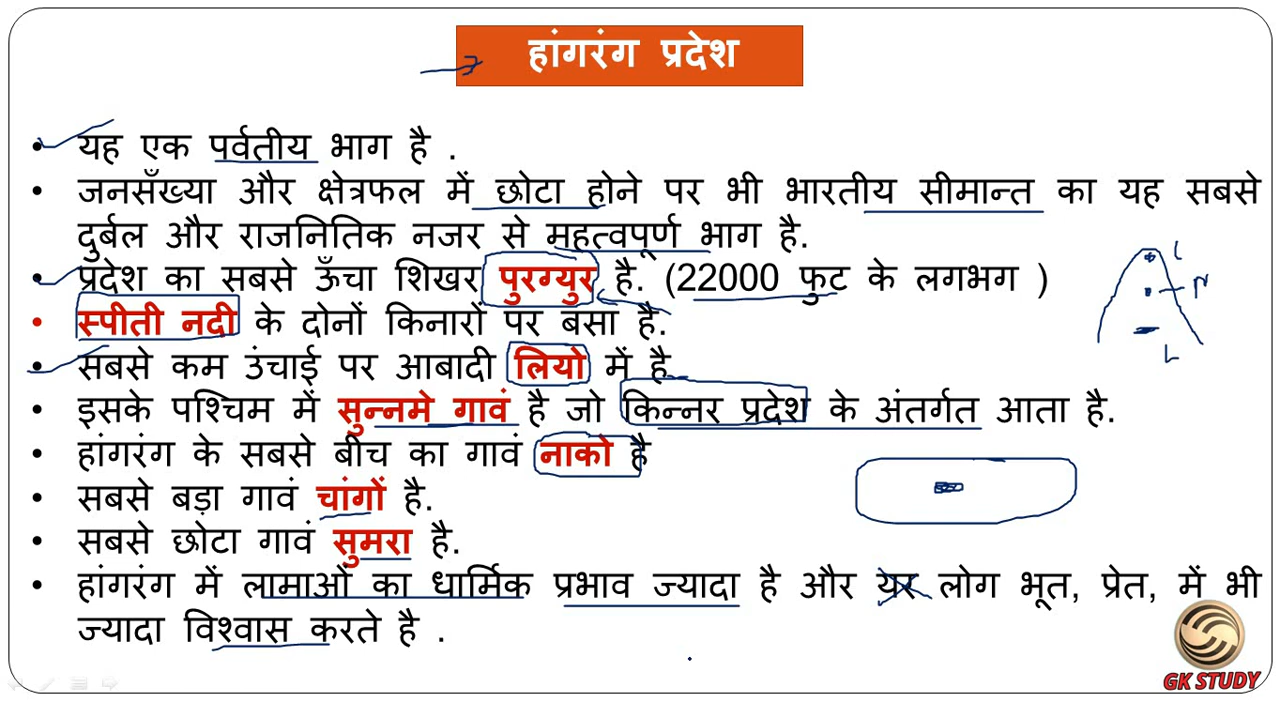 हांगरंग प्रदेश
• यह एक पर्वतीय भाग है .
• जनसँख्या और क्षेत्रफल में छोटा होने पर भी भारतीय सीमान्त का यह सबसे
दुर्बल और राजनितिक नजर से महत्वपूर्ण भाग है.
• प्रदेश का सबसे ऊँचा शिखर पुरग्युर है. (22000 फुट के लगभग )
• स्पीती नदी के दोनों किनारों पर बसा है.
• सबसे कम उंचाई पर आबादी लियो में है
• इसके पश्चिम में सुन्नमे गावं है जो किन्नर प्रदेश के अंतर्गत आता है.
• हांगरंग के सबसे बीच का गावं नाको है
• सबसे बड़ा गावं चांगों है.
• सबसे छोटा गावं सुमरा है.
• हांगरंग में लामाओं का धार्मिक प्रभाव ज्यादा है और यर लोग भूत, प्रेत, में भी
ज्यादा विश्वास करते है .
N
L
GK STUDY